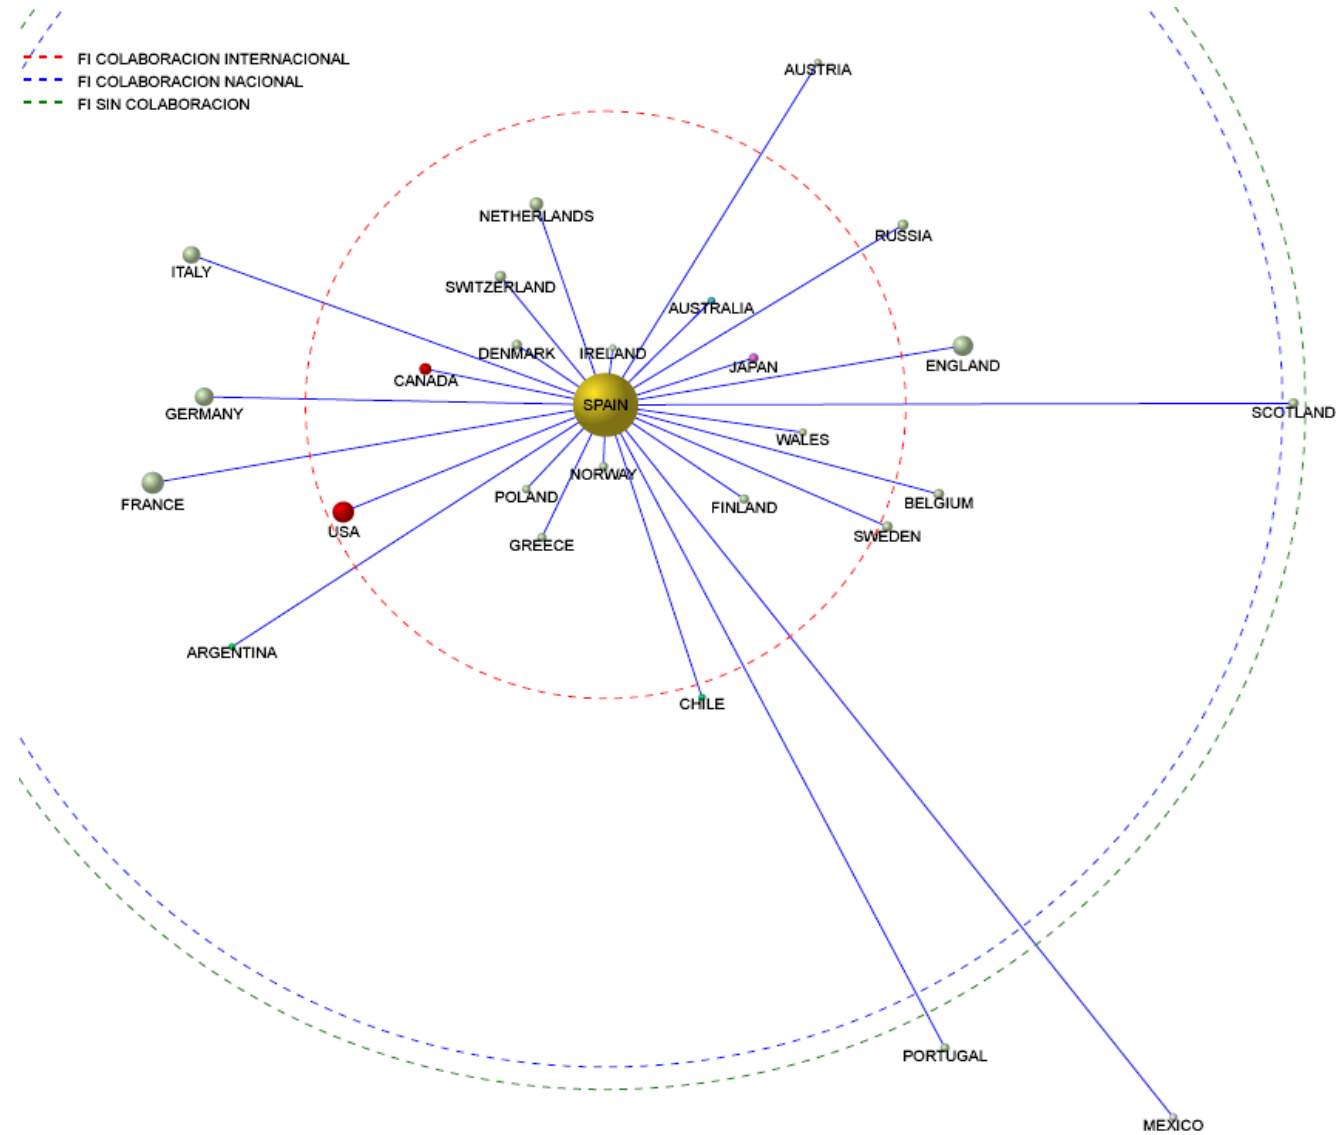 FI COLABORACION INTERNACIONAL
FI COLABORACION NACIONAL
FI SIN COLABORACION
AUSTRIA
NETHERLANDS
RUSSIA
ITALY
SWITZERLAND
AUSTRALIA
DENMARK
IRELAND
JAPAN
ENGLAND
CANADA
SPAIN
GERMANY
SCOTLAND
WALES
NORWAY
POLAND
FINLAND
BELGIUM
FRANCE
USA
SWEDEN
GREECE
ARGENTINA
CHILE
PORTUGAL
MEXICO